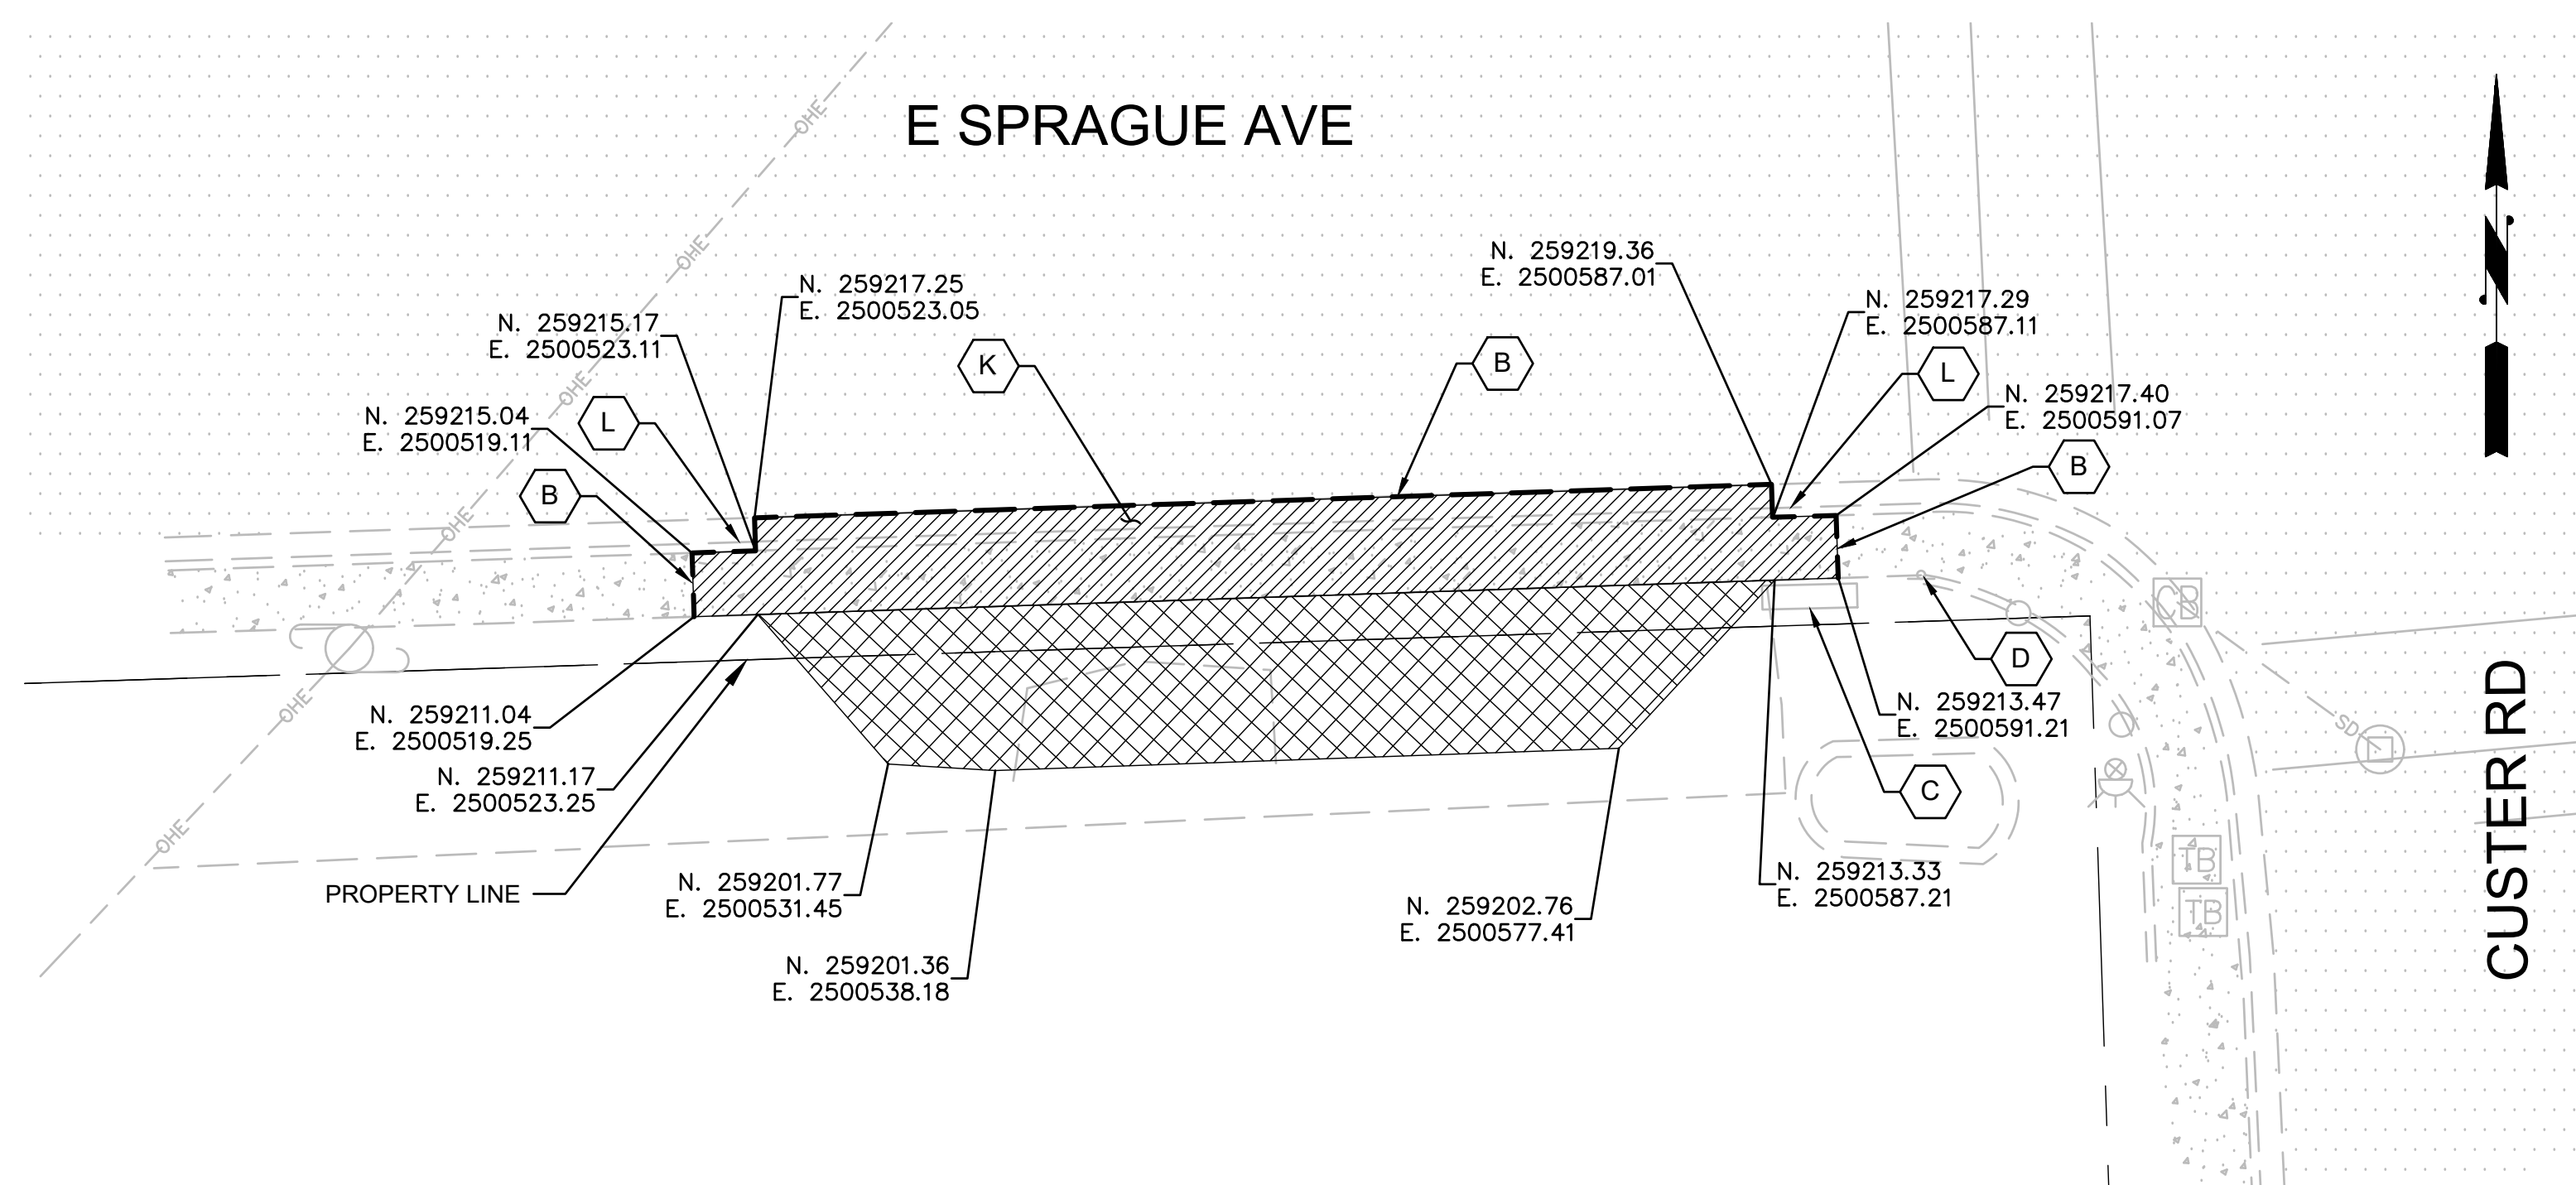 E SPRAGUE AVE
OHE
OHE
N. 259219.36
E. 2500587.01
N. 259217.25
E. 2500523.05
N. 259217.29
E. 2500587.11
N. 259215.17
E. 2500523.11
K
B
L
OHE
N. 259217.40
E. 2500591.07
N. 259215.04
E. 2500519.11
L
B
B
OHE
CB
D
OHE
N. 259211.04
E. 2500519.25
N. 259213.47
E. 2500591.21
SD
N. 259211.17
E. 2500523.25
C
OHE
CUSTER RD
TB
TB
PROPERTY LINE
N. 259201.77
E. 2500531.45
N. 259213.33
E. 2500587.21
N. 259202.76
E. 2500577.41
N. 259201.36
E. 2500538.18
N